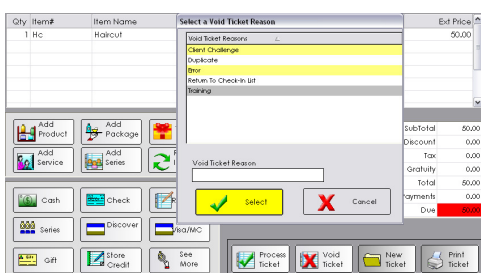 Qty Item# Item Name Ext Price
1 Hc Haircut 50.00
Select a Void Ticket Reason
Void Ticket Reasons
Client Challenge
Duplicate
Error
Return To Check-In List
Training
Void Ticket Reason
Select Cancel
Add Product
Add Package
Add Service
Add Series
SubTotal 50.00
Discount 0.00
Tax 0.00
Gratuity 0.00
Total 50.00
ayments 0.00
Due 50.00
Cash Check
Series Discover Visa/MC
Gift Store Credit See More
Process Ticket Void Ticket New Ticket Print Ticket